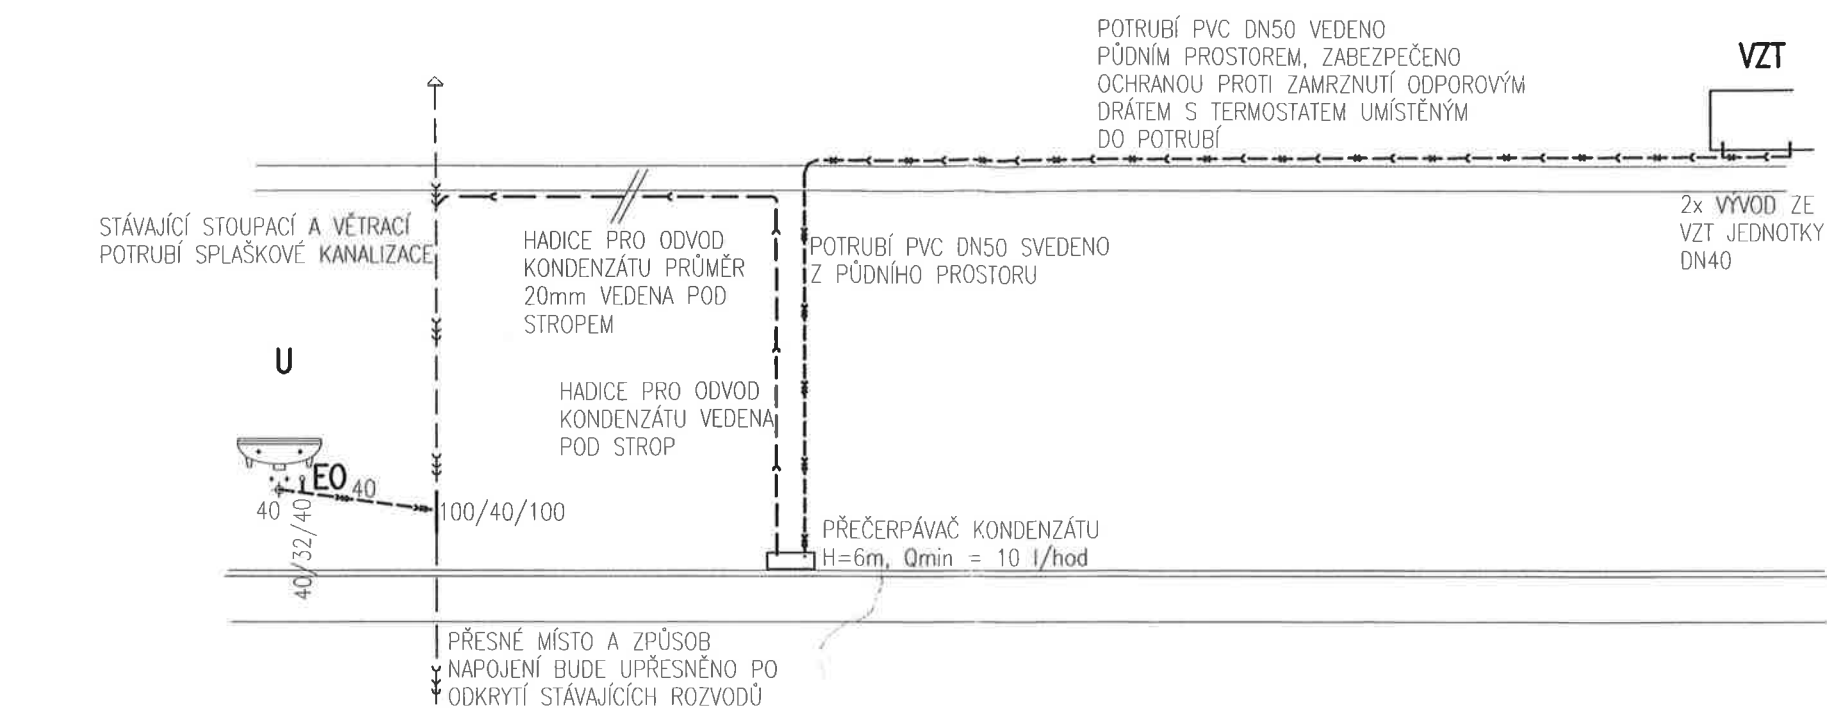 POTRUBÍ PVC DN50 VEDENO
PŮDNÍM PROSTOREM, ZABEZPEČENO
OCHRANOU PROTI ZAMRZNUTÍ ODPOROVÝM
DRÁTEM S TERMOSTATEM UMÍSTĚNÝM
DO POTRUBÍ
VZT
STÁVAJÍCÍ STOUPACÍ A VĚTRACÍ
POTRUBÍ SPLAŠKOVÉ KANALIZACE
HADICE PRO ODVOD
KONDENZÁTU PRŮMĚR
20mm VEDENA POD
STROPEM
POTRUBÍ PVC DN50 SVEDENO
Z PŮDNÍHO PROSTORU
2x VÝVOD ZE
VZT JEDNOTKY
DN40
U
HADICE PRO ODVOD
KONDENZÁTU VEDENA
POD STROP
EO
40
40
40/32/40
100/40/100
PŘEČERPÁVAČ KONDENZÁTU
H=6m, Qmin = 10 l/hod
PŘESNÉ MÍSTO A ZPŮSOB
NAPOJENÍ BUDE UPŘESNĚNO PO
ODKRYTÍ STÁVAJÍCÍCH ROZVODŮ